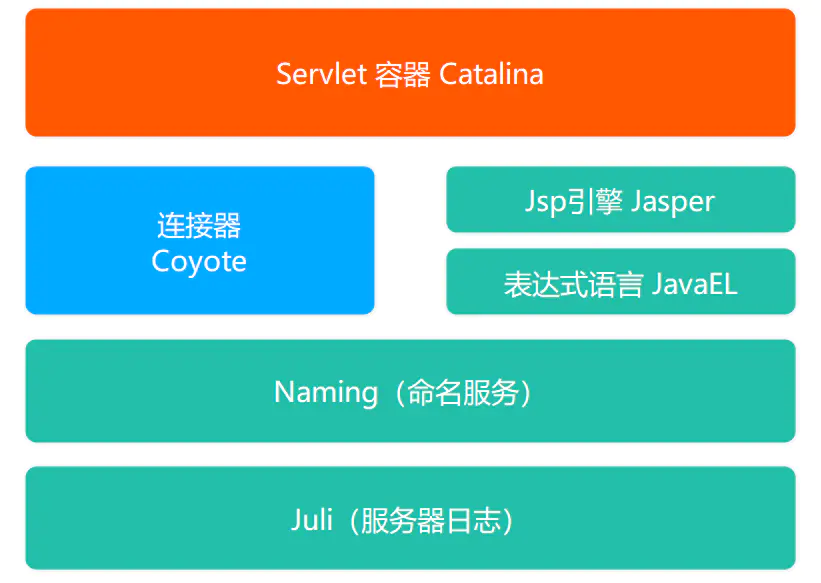 Servlet 容器 Catalina
连接器
Coyote
Jsp引擎 Jasper
表达式语言 JavaEL
Naming（命名服务）
Juli（服务器日志）